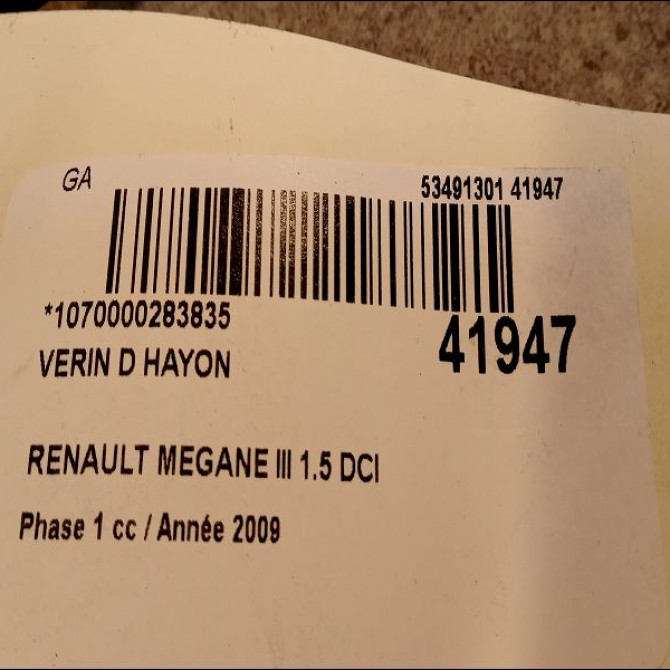 GA 53491301 41947
*1070000283835
41947
VERIN D HAYON
RENAULT MEGANE III 1.5 DCI
Phase 1 cc / Année 2009